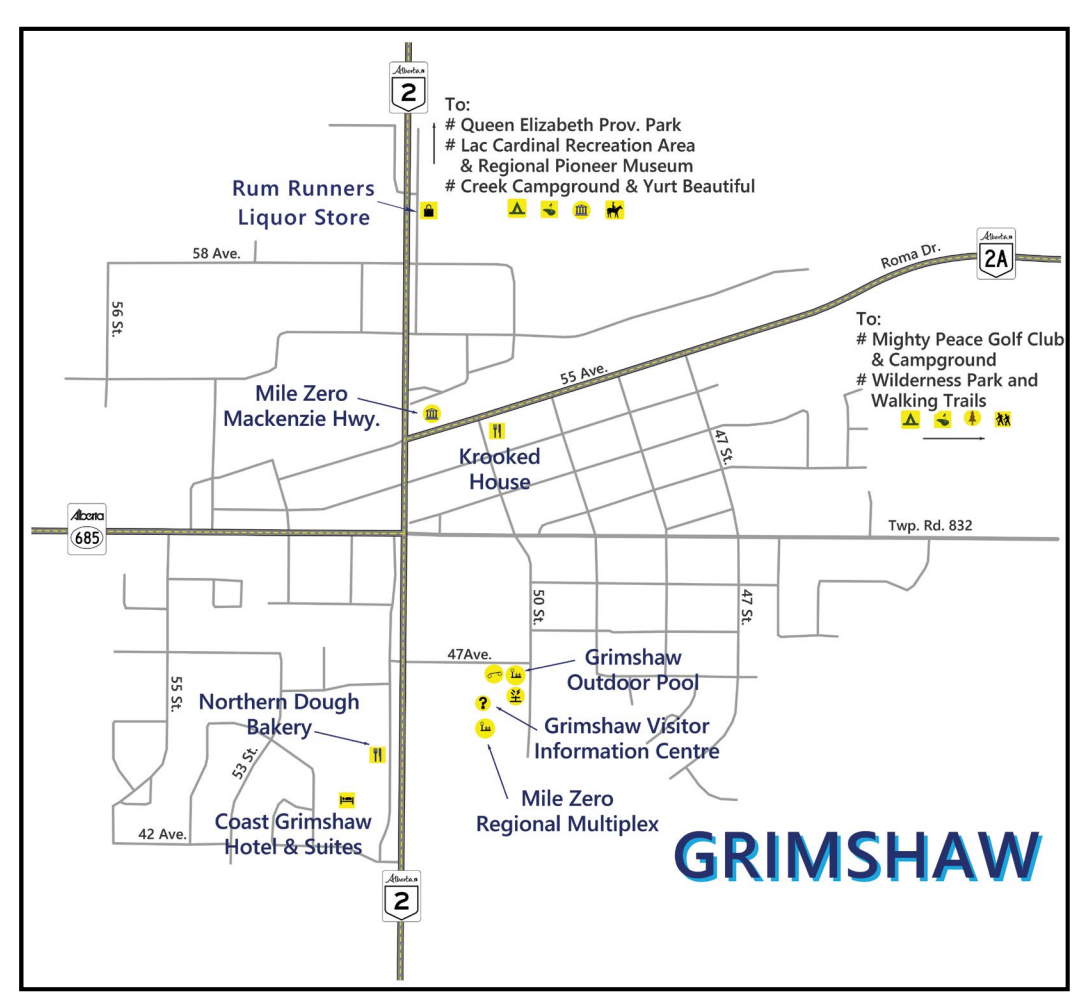 Alberta
2
To:
# Queen Elizabeth Prov. Park
# Lac Cardinal Recreation Area
& Regional Pioneer Museum
# Creek Campground & Yurt Beautiful
Rum Runners
Liquor Store
58 Ave.
Roma Dr.
Alberta
2A
56 St.
To:
# Mighty Peace Golf Club
& Campground
# Wilderness Park and
Walking Trails
55 Ave.
Mile Zero
Mackenzie Hwy.
47 St.
Krooked
House
Alberta
685
Twp. Rd. 832
50 St.
47 St.
47Ave.
Grimshaw
Outdoor Pool
55 St.
Northern Dough
Bakery
?
Grimshaw Visitor
Information Centre
53 St.
Mile Zero
Regional Multiplex
Coast Grimshaw
Hotel & Suites
42 Ave.
GRIMSHAW
Alberta
2